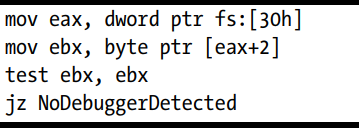 mov eax, dword ptr fs:[30h]
mov ebx, byte ptr [eax+2]
test ebx, ebx
jz NoDebuggerDetected